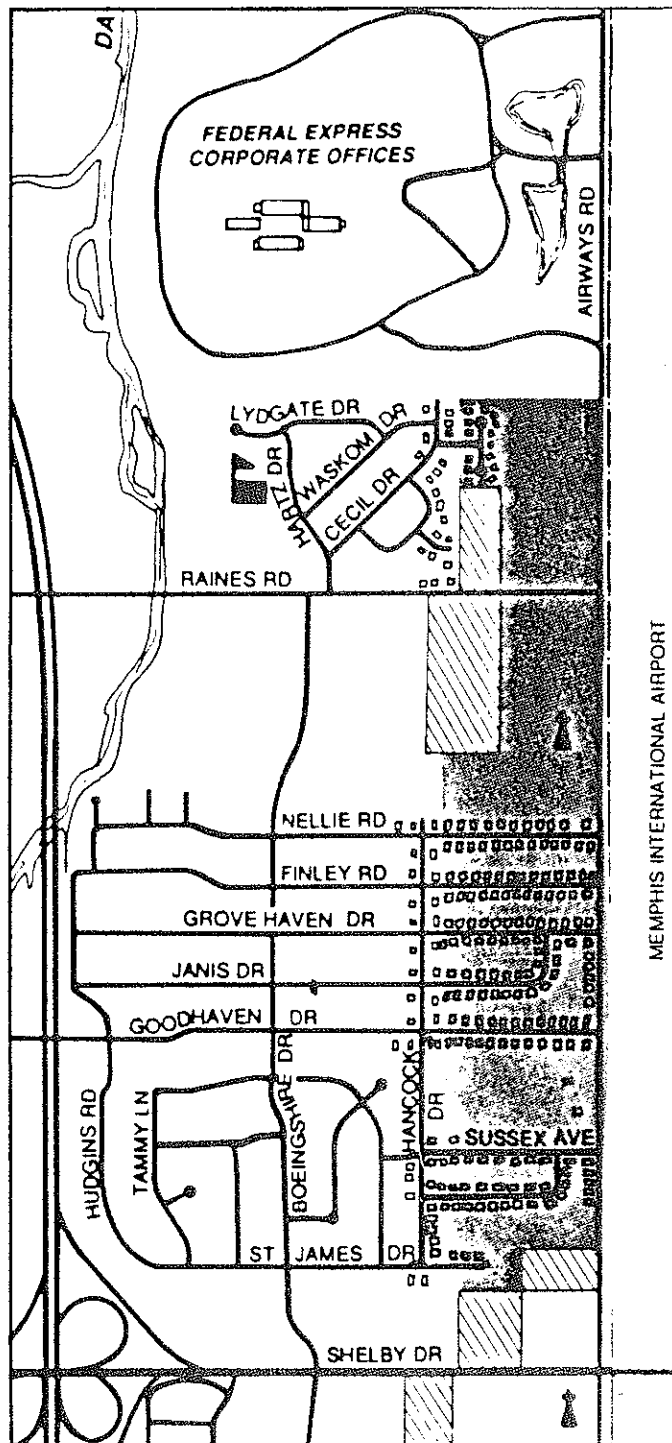 DA
FEDERAL EXPRESS
CORPORATE OFFICES
AIRWAYS RD
LYDGATE DR
HARTZ DR
WASKOM DR
CECIL DR
RAINES RD
MEMPHIS INTERNATIONAL AIRPORT
NELLIE RD
FINLEY RD
GROVE HAVEN DR
JANIS DR
GOODHAVEN DR
HUDGINS RD
TAMMY LN
BOEINGSHIRE DR
HANCOCK DR
SUSSEX AVE
ST JAMES DR
SHELBY DR